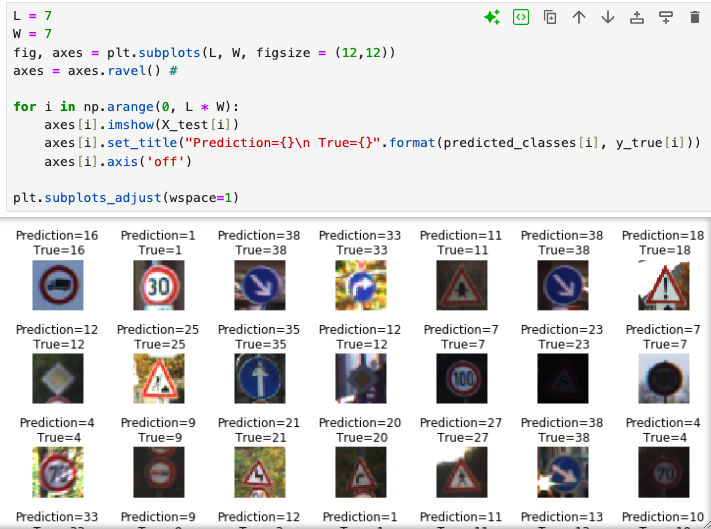 L = 7
W = 7
fig, axes = plt.subplots(L, W, figsize = (12,12))
axes = axes.ravel() #
for i in np.arange(0, L * W):
    axes[i].imshow(X_test[i])
    axes[i].set_title("Prediction={}\n True={}".format(predicted_classes[i], y_true[i]))
    axes[i].axis('off')
plt.subplots_adjust(wspace=1)
Prediction=16 Prediction=1 Prediction=38 Prediction=33 Prediction=11 Prediction=38 Prediction=18
True=16 True=1 True=38 True=33 True=11 True=38 True=18
30
Prediction=12 Prediction=25 Prediction=35 Prediction=12 Prediction=7 Prediction=23 Prediction=7
True=12 True=25 True=35 True=12 True=7 True=23 True=7
100
Prediction=4 Prediction=9 Prediction=21 Prediction=20 Prediction=27 Prediction=38 Prediction=4
True=4 True=9 True=21 True=20 True=27 True=38 True=4
70 70
Prediction=33 Prediction=9 Prediction=12 Prediction=1 Prediction=11 Prediction=13 Prediction=10